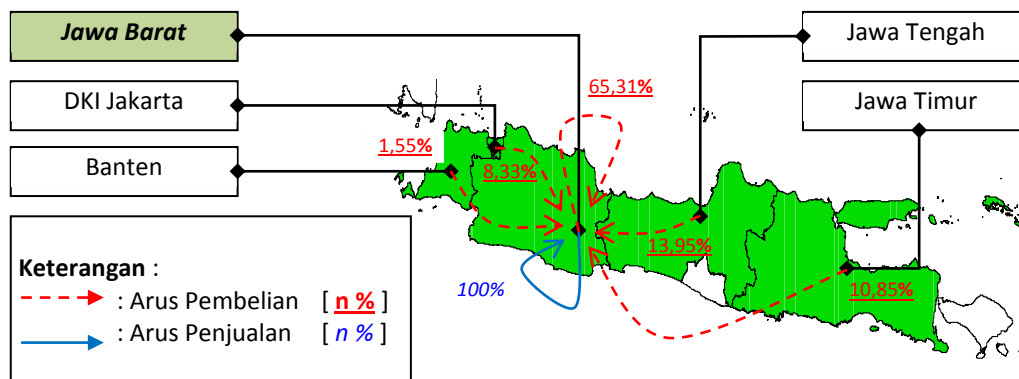 Jawa Barat
Jawa Tengah
65,31%
DKI Jakarta
Jawa Timur
1,55%
Banten
8,33%
13,95%
Keterangan :
100%
10,85%
: Arus Pembelian [ n % ]
: Arus Penjualan [ n % ]